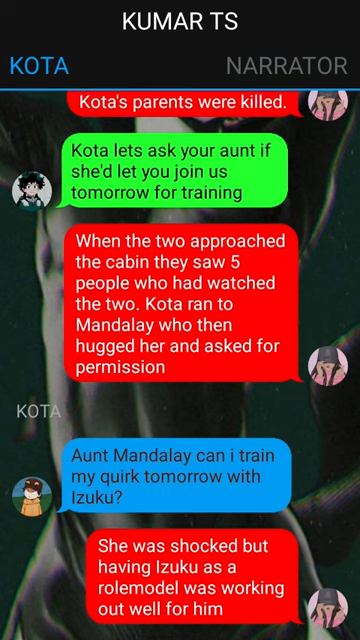 KUMAR TS
KOTA
NARRATOR
Kota's parents were killed.
Kota lets ask your aunt if
she'd let you join us
tomorrow for training
When the two approached
the cabin they saw 5
people who had watched
the two. Kota ran to
Mandalay who then
hugged her and asked for
permission
KOTA
Aunt Mandalay can i train
my quirk tomorrow with
Izuku?
She was shocked but
having Izuku as a
rolemodel was working
out well for him